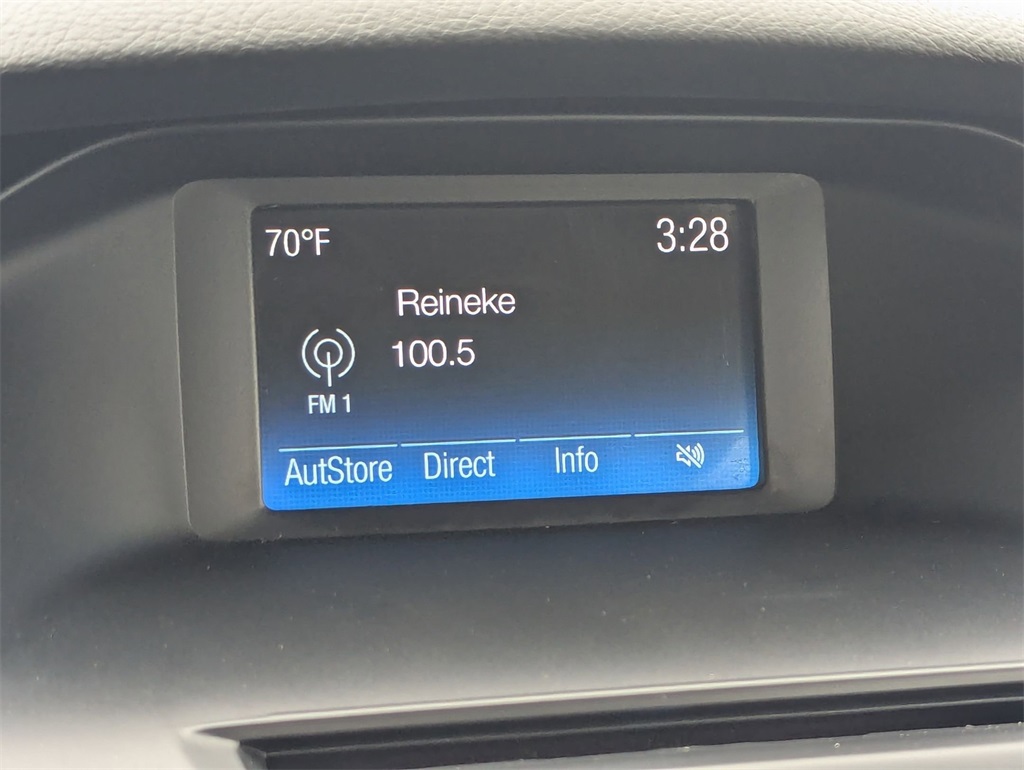 70°F 3:28
Reineke
100.5
FM 1
AutStore Direct Info